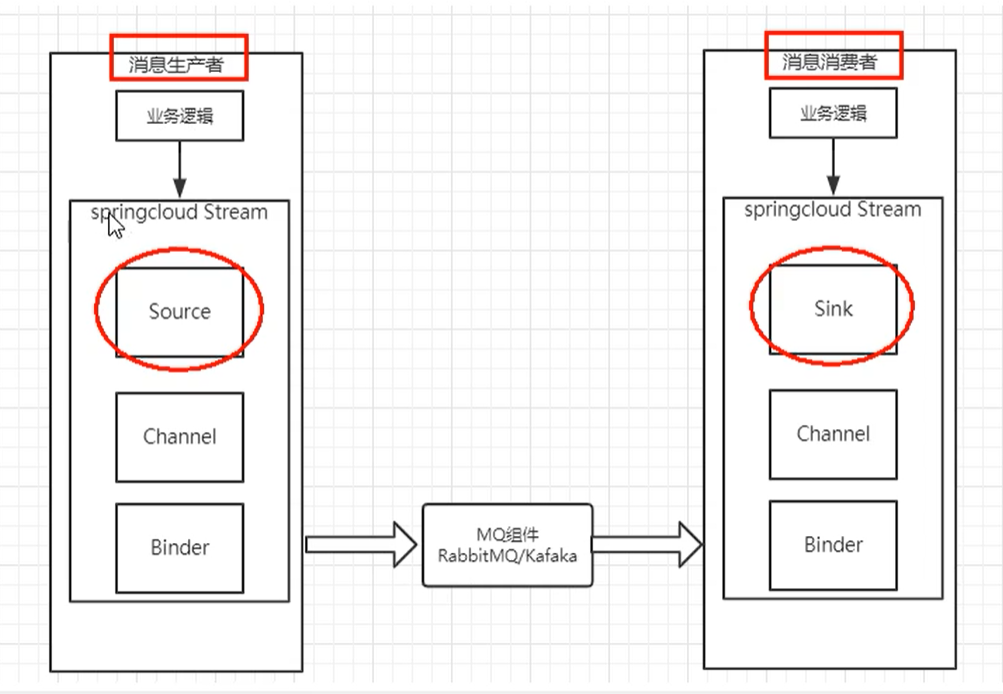 消息生产者
业务逻辑
springcloud Stream
Source
Channel
Binder
MQ组件
RabbitMQ/Kafaka
消息消费者
业务逻辑
springcloud Stream
Sink
Channel
Binder